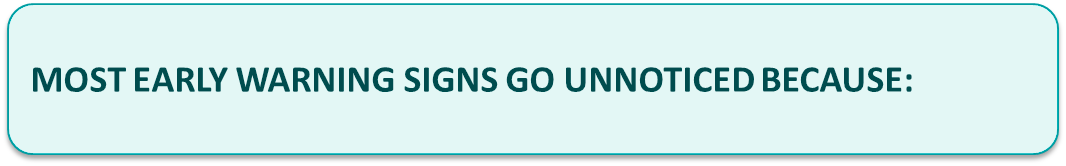 MOST EARLY WARNING SIGNS GO UNNOTICED BECAUSE: